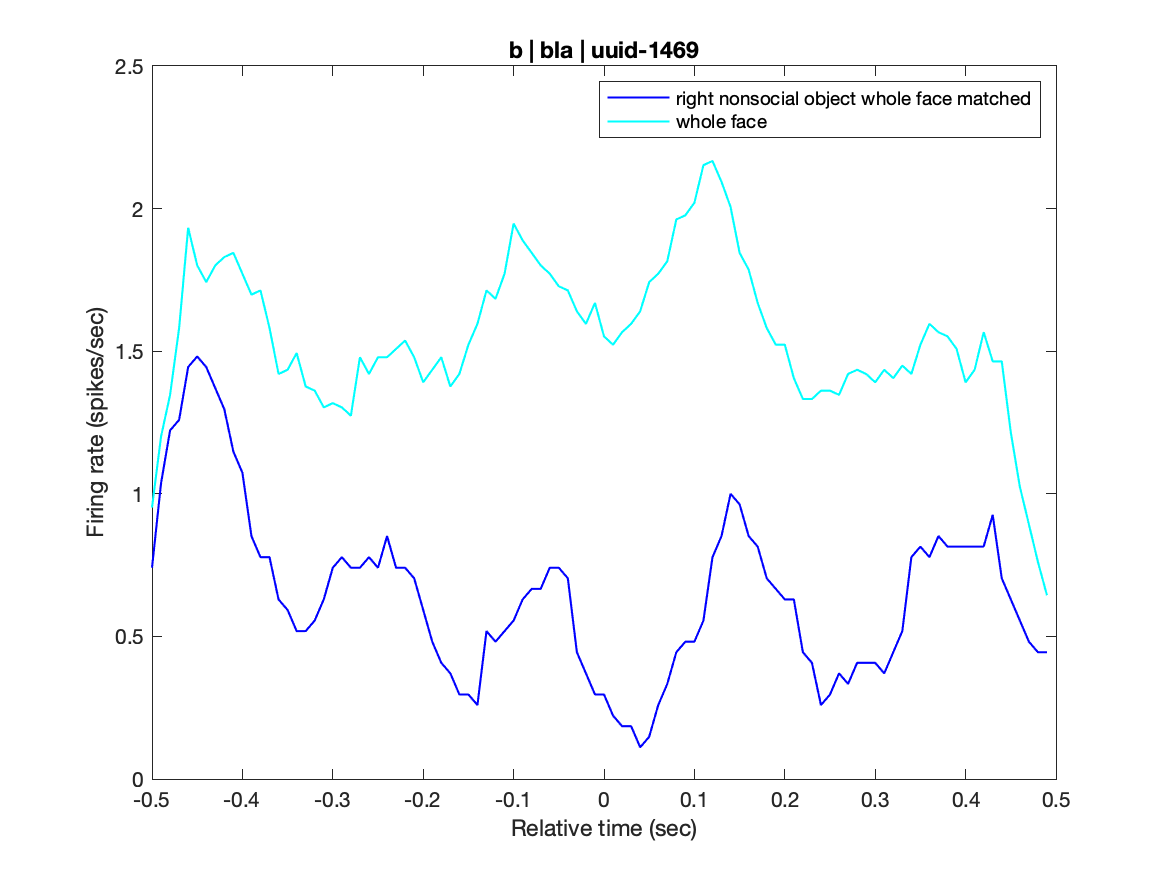 b | bla | uuid-1469
right nonsocial object whole face matched
whole face
Firing rate (spikes/sec)
2.5
2
1.5
1
0.5
0
-0.5 -0.4 -0.3 -0.2 -0.1 0 0.1 0.2 0.3 0.4 0.5
Relative time (sec)